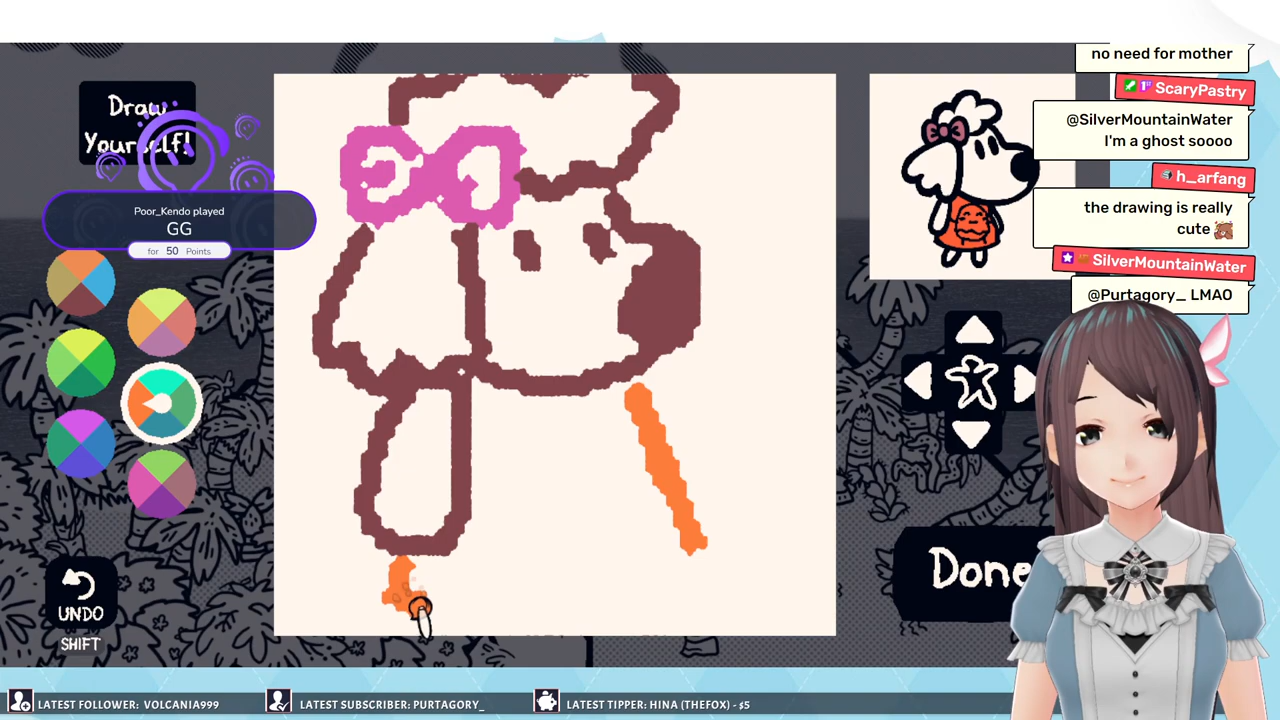 Draw
Yourself!
Poor_Kendo played
GG
for 50 Points
UNDO
SHIFT
Done
no need for mother
ScaryPastry
@SilverMountainWater
I'm a ghost soooo
h_arfang
the drawing is really
cute
SilverMountainWater
@Purtagory_ LMAO
LATEST FOLLOWER: VOLCANIA999
LATEST SUBSCRIBER: PURTAGORY_
LATEST TIPPER: HINA (THEFOX) - $5